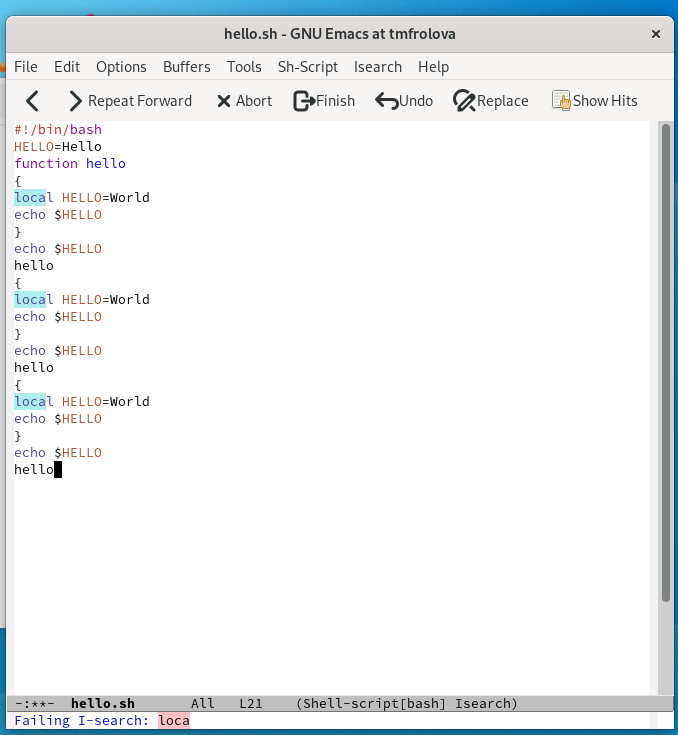 hello.sh - GNU Emacs at tmfrolova ×
File Edit Options Buffers Tools Sh-Script Isearch Help
Repeat Forward Abort Finish Undo Replace Show Hits
#!/bin/bash
HELLO=Hello
function hello
{
local HELLO=World
echo $HELLO
}
echo $HELLO
hello
{
local HELLO=World
echo $HELLO
}
echo $HELLO
hello
{
local HELLO=World
echo $HELLO
}
echo $HELLO
hello
-:**- hello.sh All L21 (Shell-script[bash] Isearch)
Failing I-search: loca